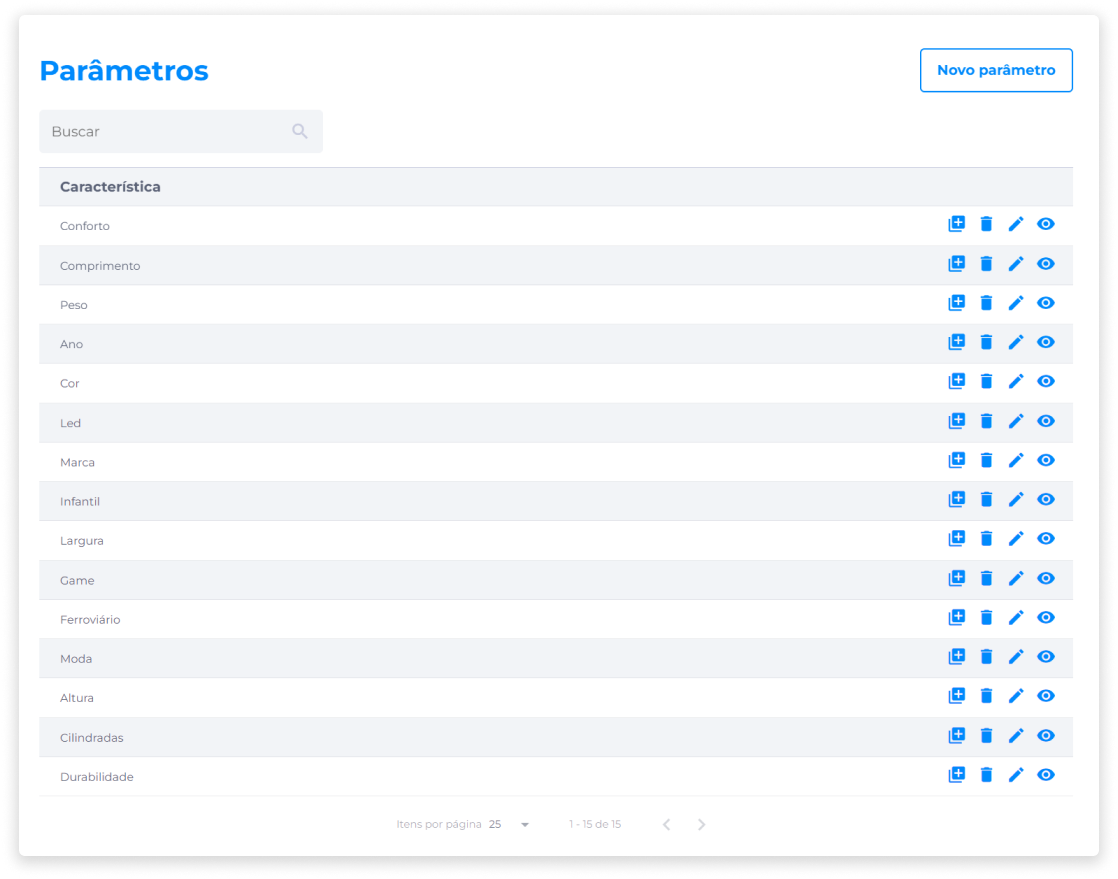 Parâmetros
Novo parâmetro
Buscar
Característica
Conforto
Comprimento
Peso
Ano
Cor
Led
Marca
Infantil
Largura
Game
Ferroviário
Moda
Altura
Cilindradas
Durabilidade
Itens por página 25 1 - 15 de 15